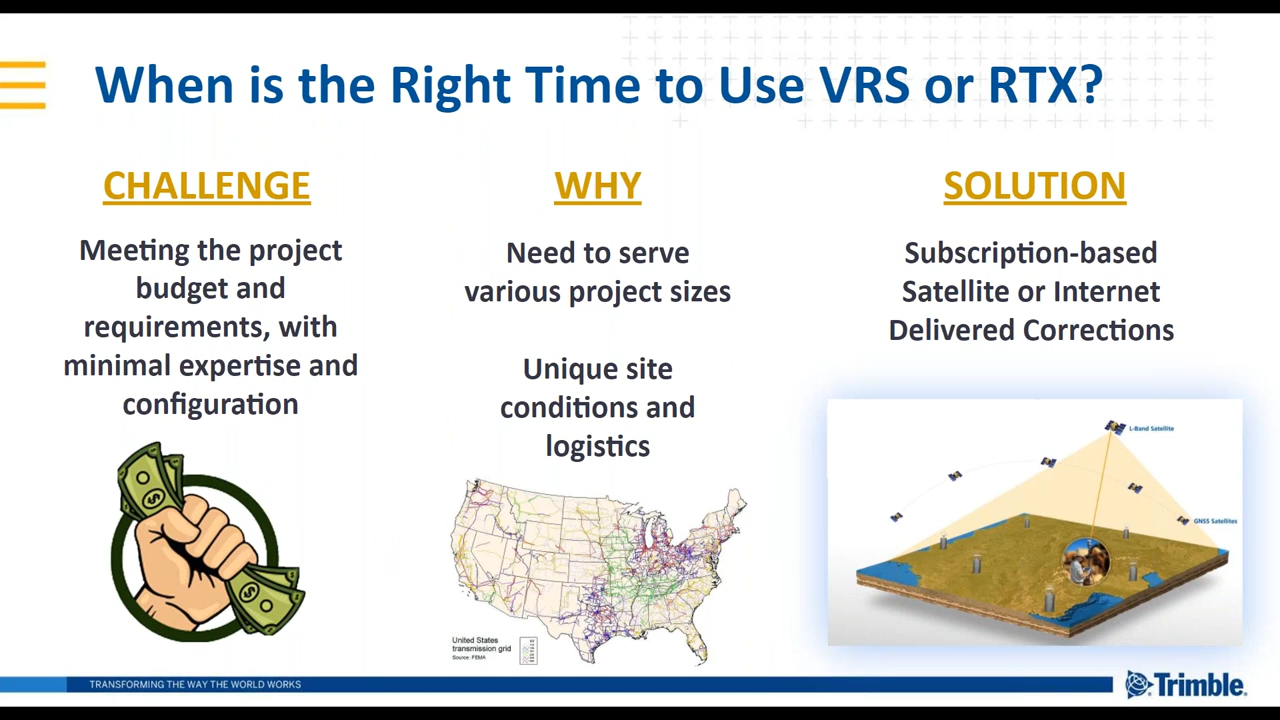 When is the Right Time to Use VRS or RTX?
CHALLENGE
Meeting the project
budget and
requirements, with
minimal expertise and
configuration
WHY
Need to serve
various project sizes
Unique site
conditions and
logistics
United States
transmission grid
Source: FEMA
SOLUTION
Subscription-based
Satellite or Internet
Delivered Corrections
L-Band Satellite
GNSS Satellites
TRANSFORMING THE WAY THE WORLD WORKS
Trimble